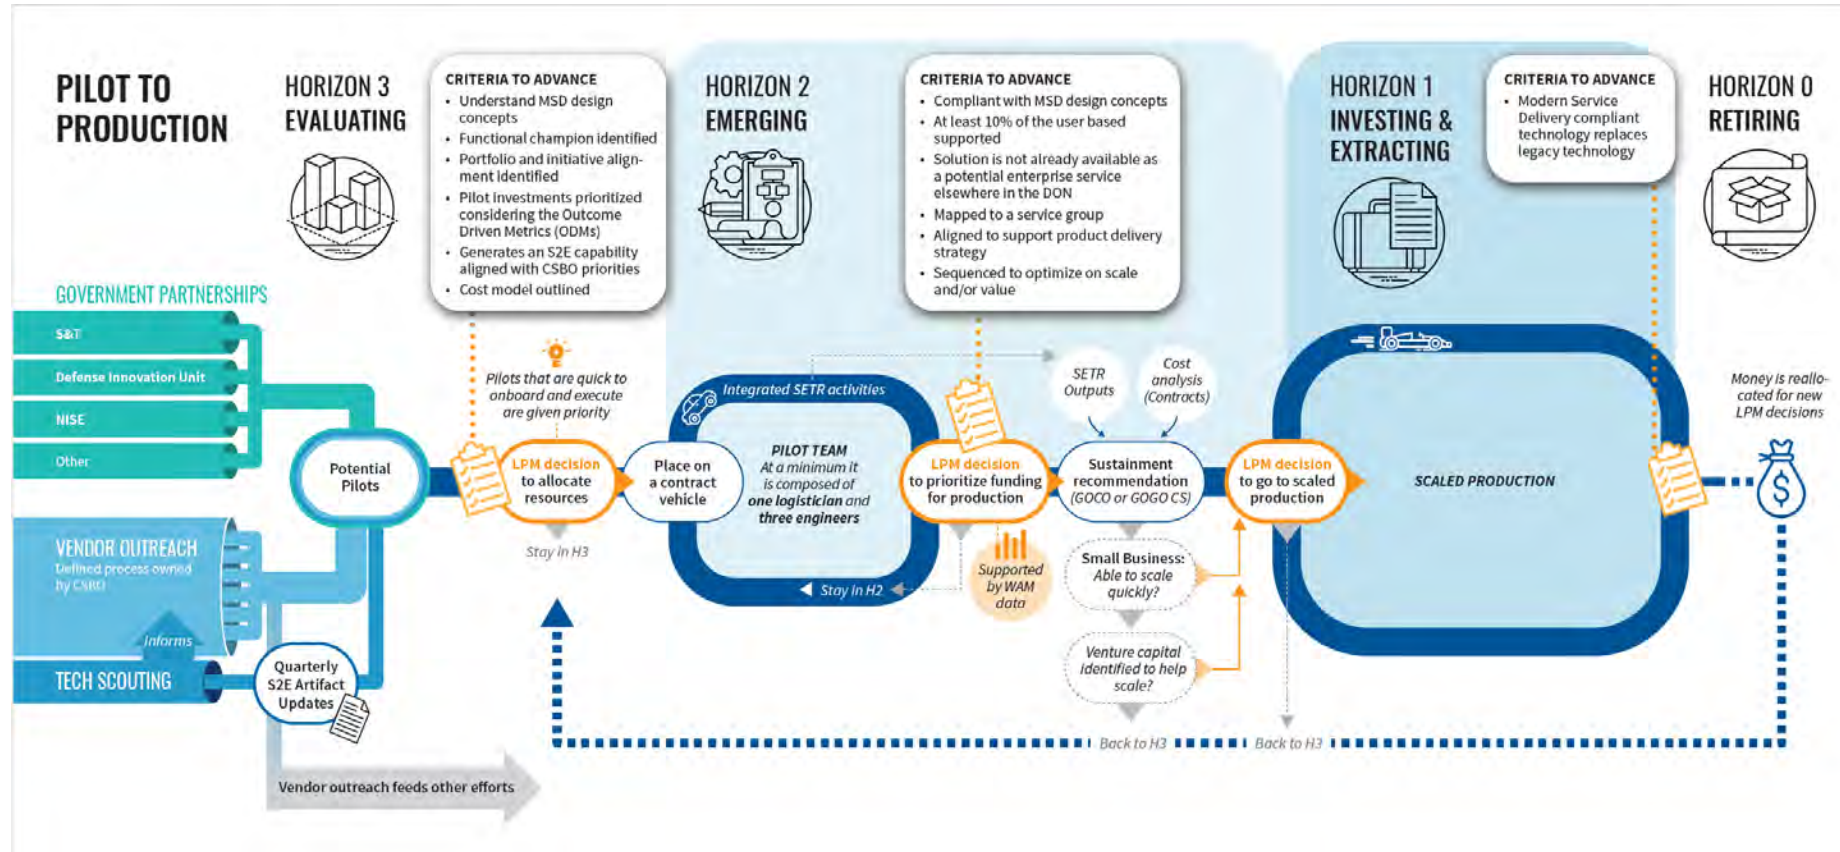 PILOT TO
PRODUCTION
HORIZON 3
EVALUATING
CRITERIA TO ADVANCE
• Understand MSD design
concepts
• Functional champion identified
• Portfolio and initiative align-
ment identified
• Pilot investments prioritized
considering the Outcome
Driven Metrics (ODMs)
• Generates an S2E capability
aligned with CSBO priorities
• Cost model outlined
HORIZON 2
EMERGING
CRITERIA TO ADVANCE
• Compliant with MSD design concepts
• At least 10% of the user based
supported
• Solution is not already available as
a potential enterprise service
elsewhere in the DON
• Mapped to a service group
• Aligned to support product delivery
strategy
• Sequenced to optimize on scale
and/or value
HORIZON 1
INVESTING &
EXTRACTING
CRITERIA TO ADVANCE
• Modern Service
Delivery compliant
technology replaces
legacy technology
HORIZON 0
RETIRING
GOVERNMENT PARTNERSHIPS
S&T
Defense Innovation Unit
NISE
Other
VENDOR OUTREACH
Defined process owned
by CSBO
Informs
TECH SCOUTING
Quarterly
S2E Artifact
Updates
Vendor outreach feeds other efforts
Potential
Pilots
Pilots that are quick to
onboard and execute
are given priority
LPM decision
to allocate
resources
Stay in H3
Place on
a contract
vehicle
Integrated SETR activities
PILOT TEAM
At a minimum it
is composed of
one logistician and
three engineers
Stay in H2
LPM decision
to prioritize funding
for production
Supported
by WAM
data
SETR
Outputs
Cost
analysis
(Contracts)
Sustainment
recommendation
(GOCO or GOGO CS)
Small Business:
Able to scale
quickly?
Venture capital
identified to help
scale?
Back to H3
LPM decision
to go to scaled
production
Back to H3
SCALED PRODUCTION
Money is reallo-
cated for new
LPM decisions
$